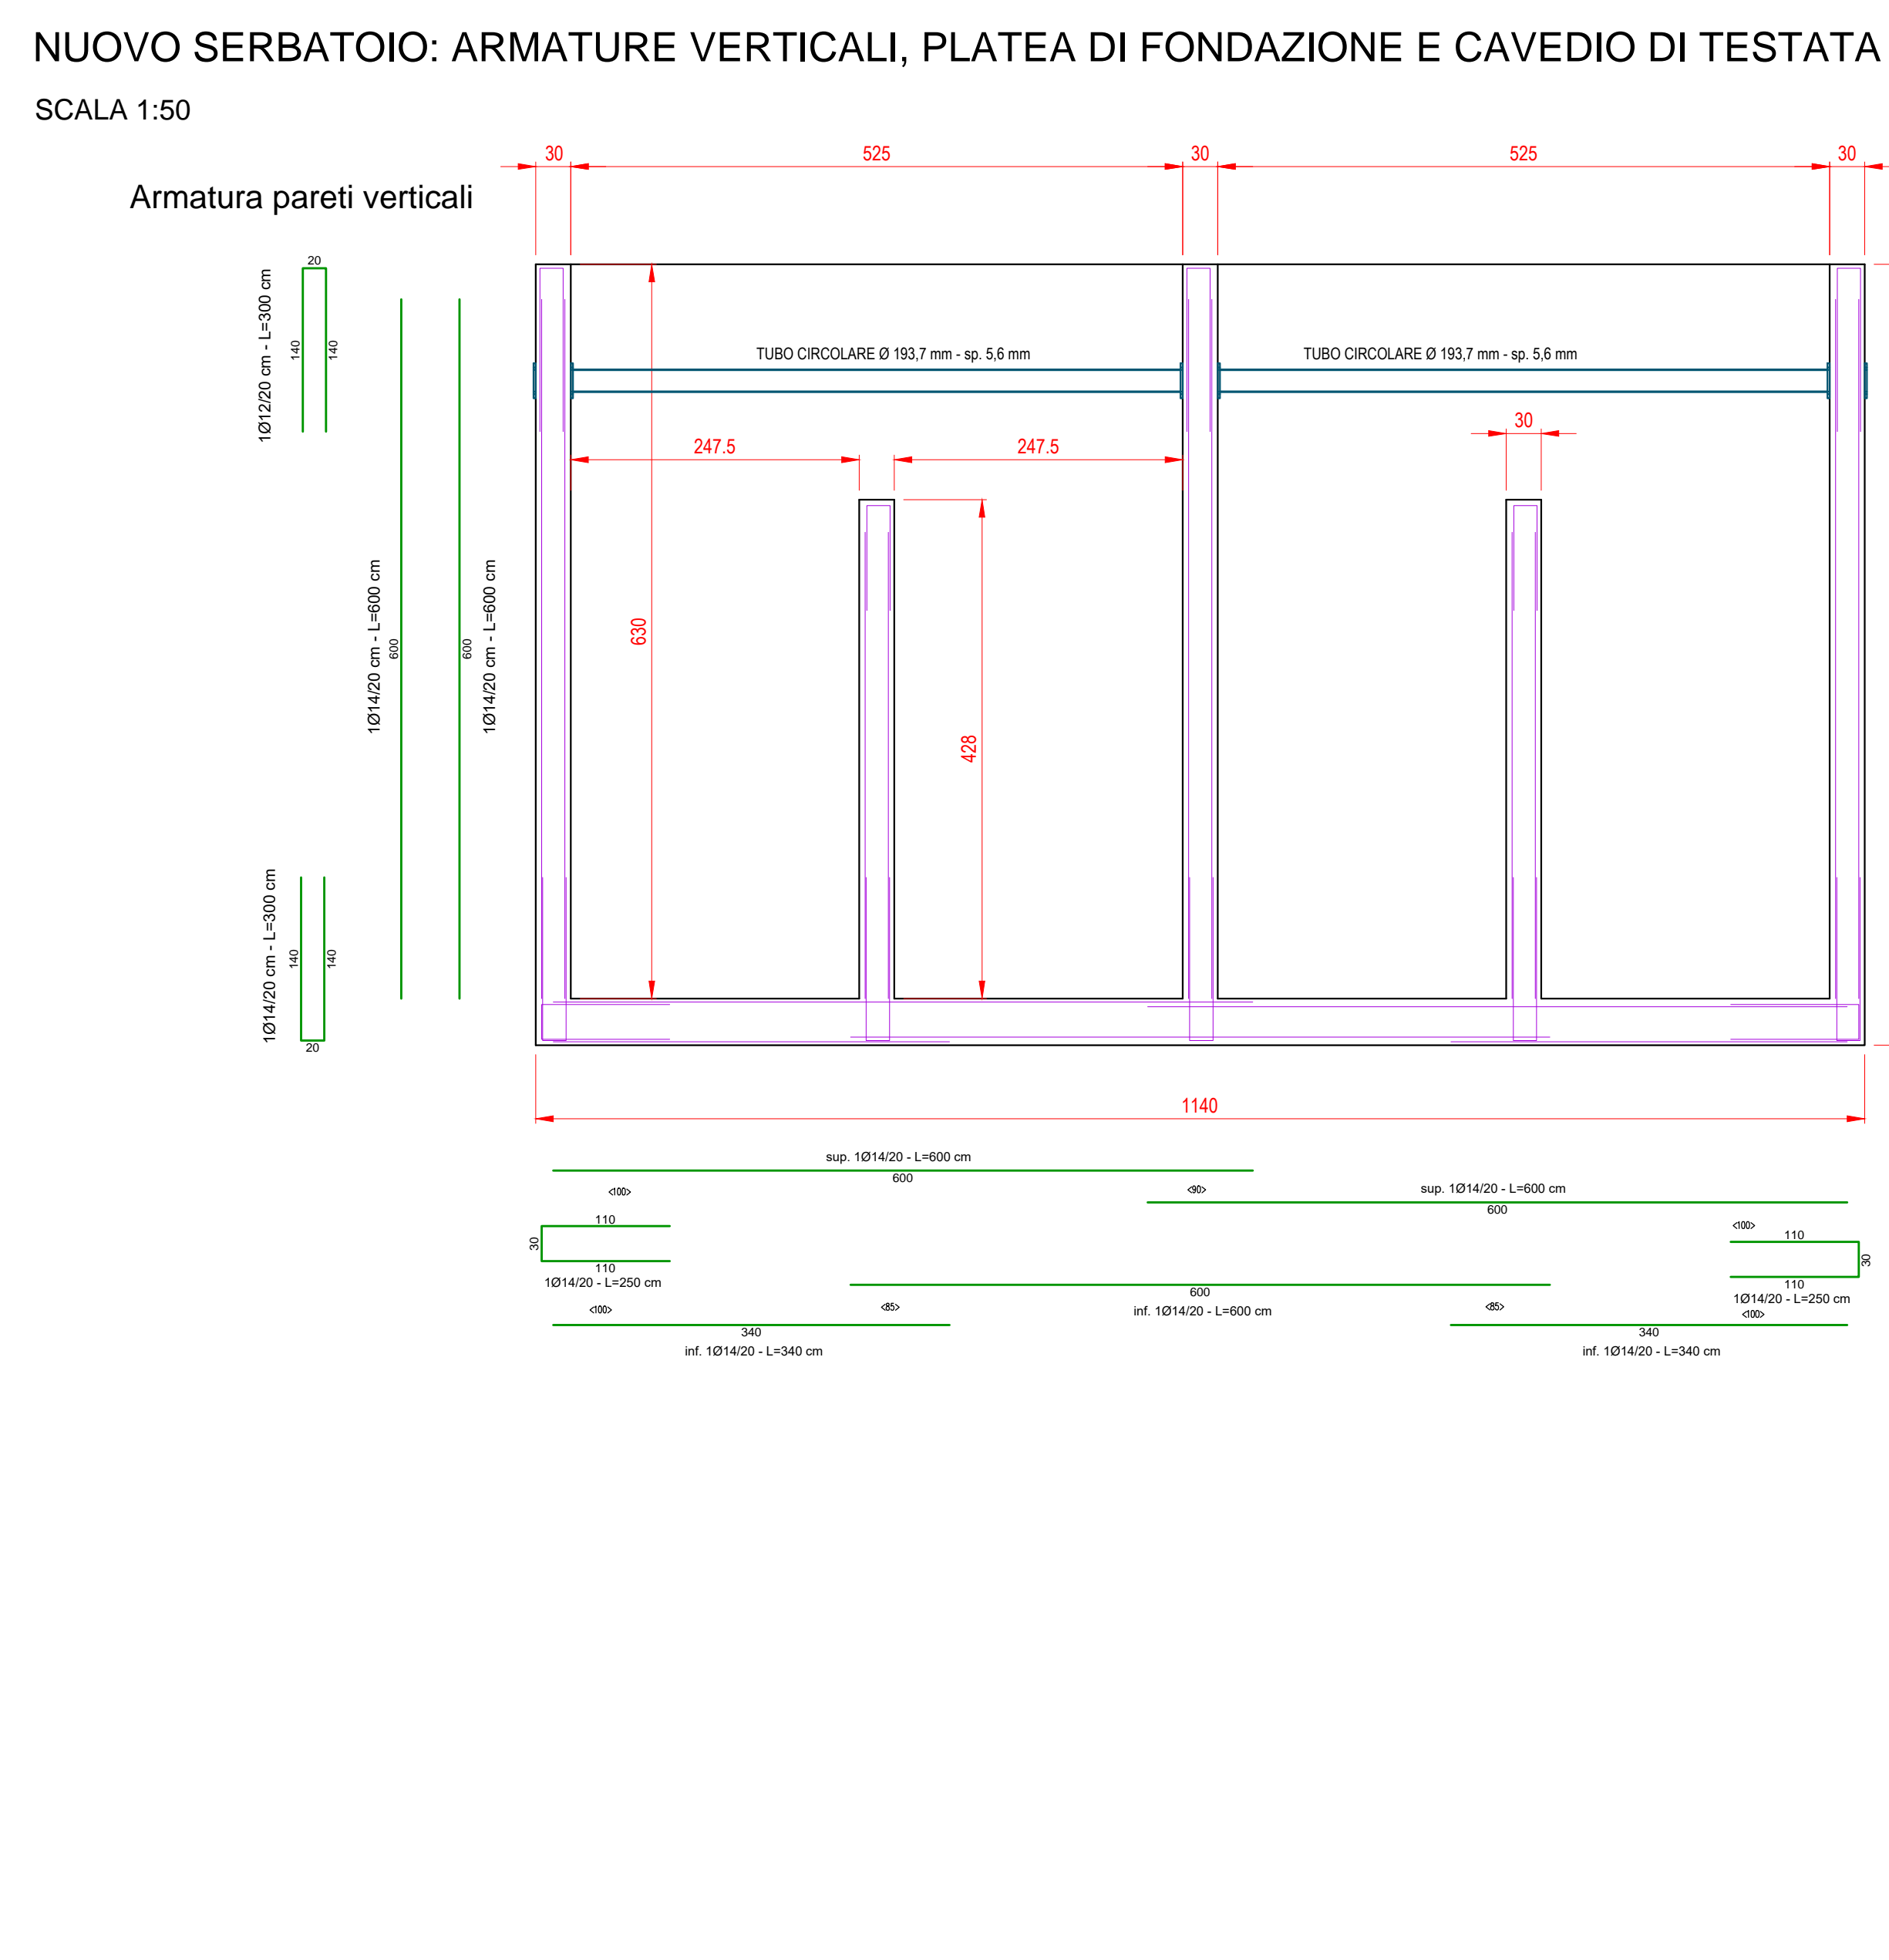 NUOVO SERBATOIO: ARMATURE VERTICALI, PLATEA DI FONDAZIONE E CAVEDIO DI TESTATA
SCALA 1:50
30
525
30
525
30
Armatura pareti verticali
20
1Ø12/20 cm - L=300 cm
140
140
TUBO CIRCOLARE Ø 193,7 mm - sp. 5,6 mm
TUBO CIRCOLARE Ø 193,7 mm - sp. 5,6 mm
30
247.5
247.5
1Ø14/20 cm - L=600 cm
600
600
1Ø14/20 cm - L=600 cm
630
428
1Ø14/20 cm - L=300 cm
140
140
20
1140
sup. 1Ø14/20 - L=600 cm
600
<100>
<90>
sup. 1Ø14/20 - L=600 cm
600
110
30
110
1Ø14/20 - L=250 cm
<100>
110
30
110
1Ø14/20 - L=250 cm
600
inf. 1Ø14/20 - L=600 cm
<100>
<85>
<85>
<100>
340
inf. 1Ø14/20 - L=340 cm
340
inf. 1Ø14/20 - L=340 cm